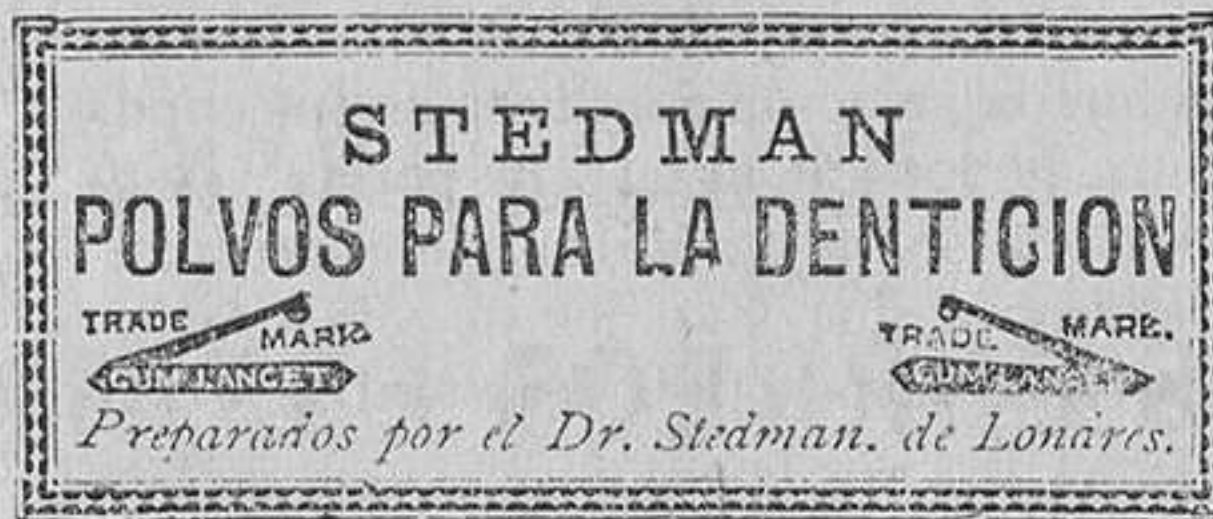 STEDMAN
POLVOS PARA LA DENTICION
TRADE MARK
GUM LANCET
TRADE MARK.
GUM LANCET
Preparados por el Dr. Stedman. de Londres.